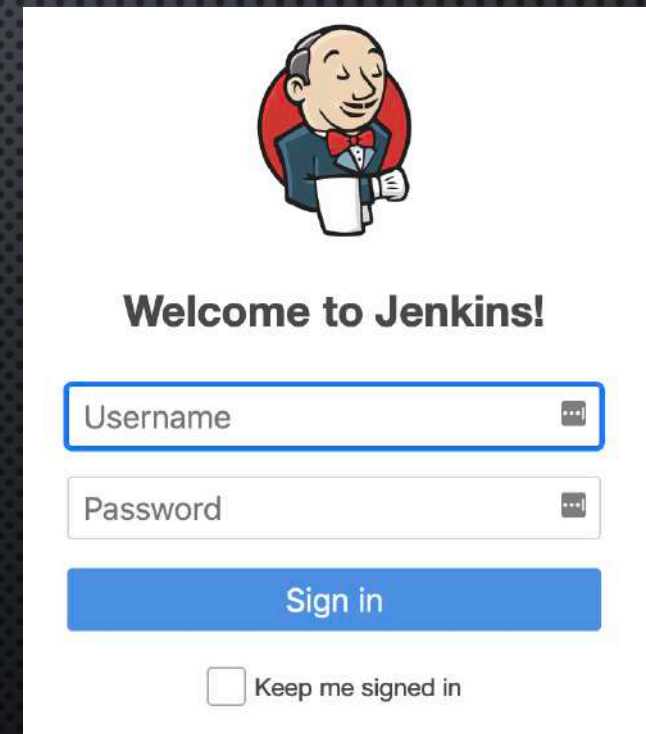 Welcome to Jenkins!
Username
Password
Sign in
Keep me signed in